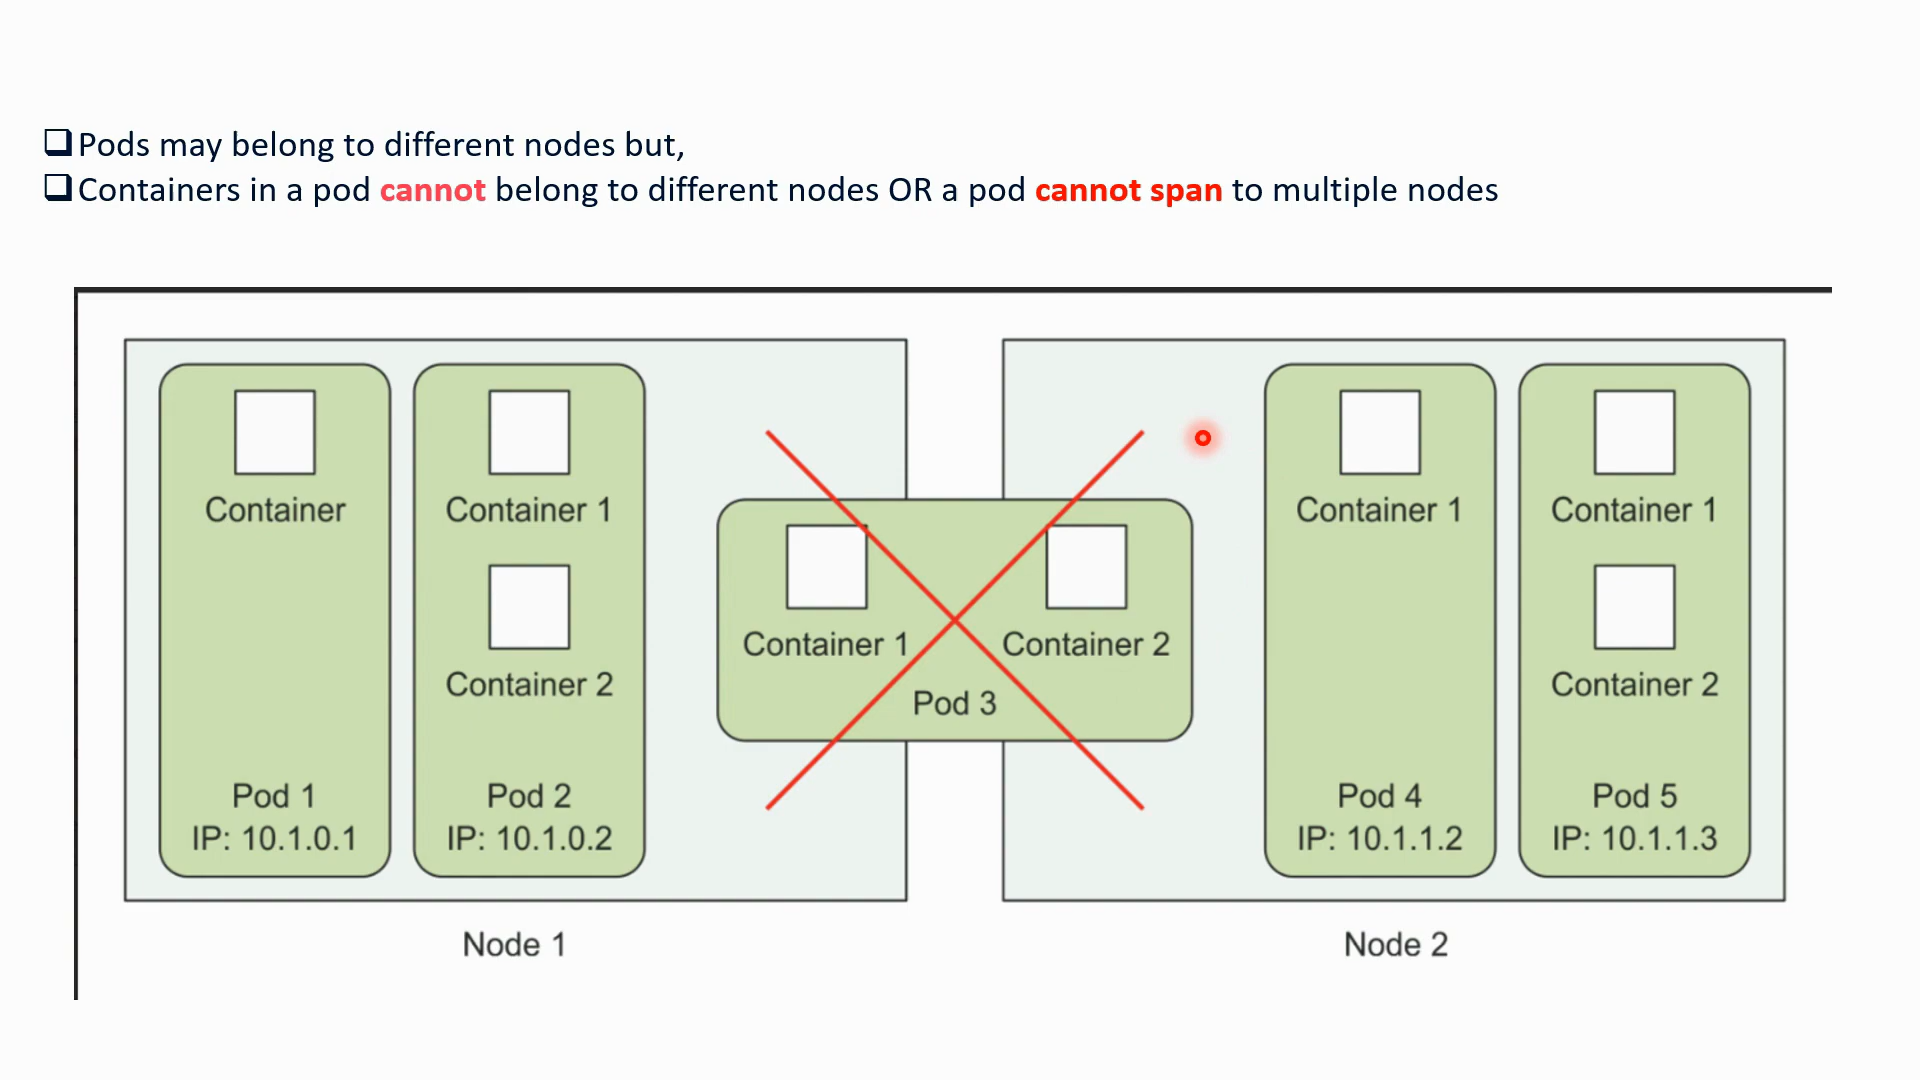 Pods may belong to different nodes but,
Containers in a pod cannot belong to different nodes OR a pod cannot span to multiple nodes
Container
Pod 1
IP: 10.1.0.1
Container 1
Container 2
Pod 2
IP: 10.1.0.2
Container 1
Container 2
Pod 3
Container 1
Pod 4
IP: 10.1.1.2
Container 1
Container 2
Pod 5
IP: 10.1.1.3
Node 1
Node 2